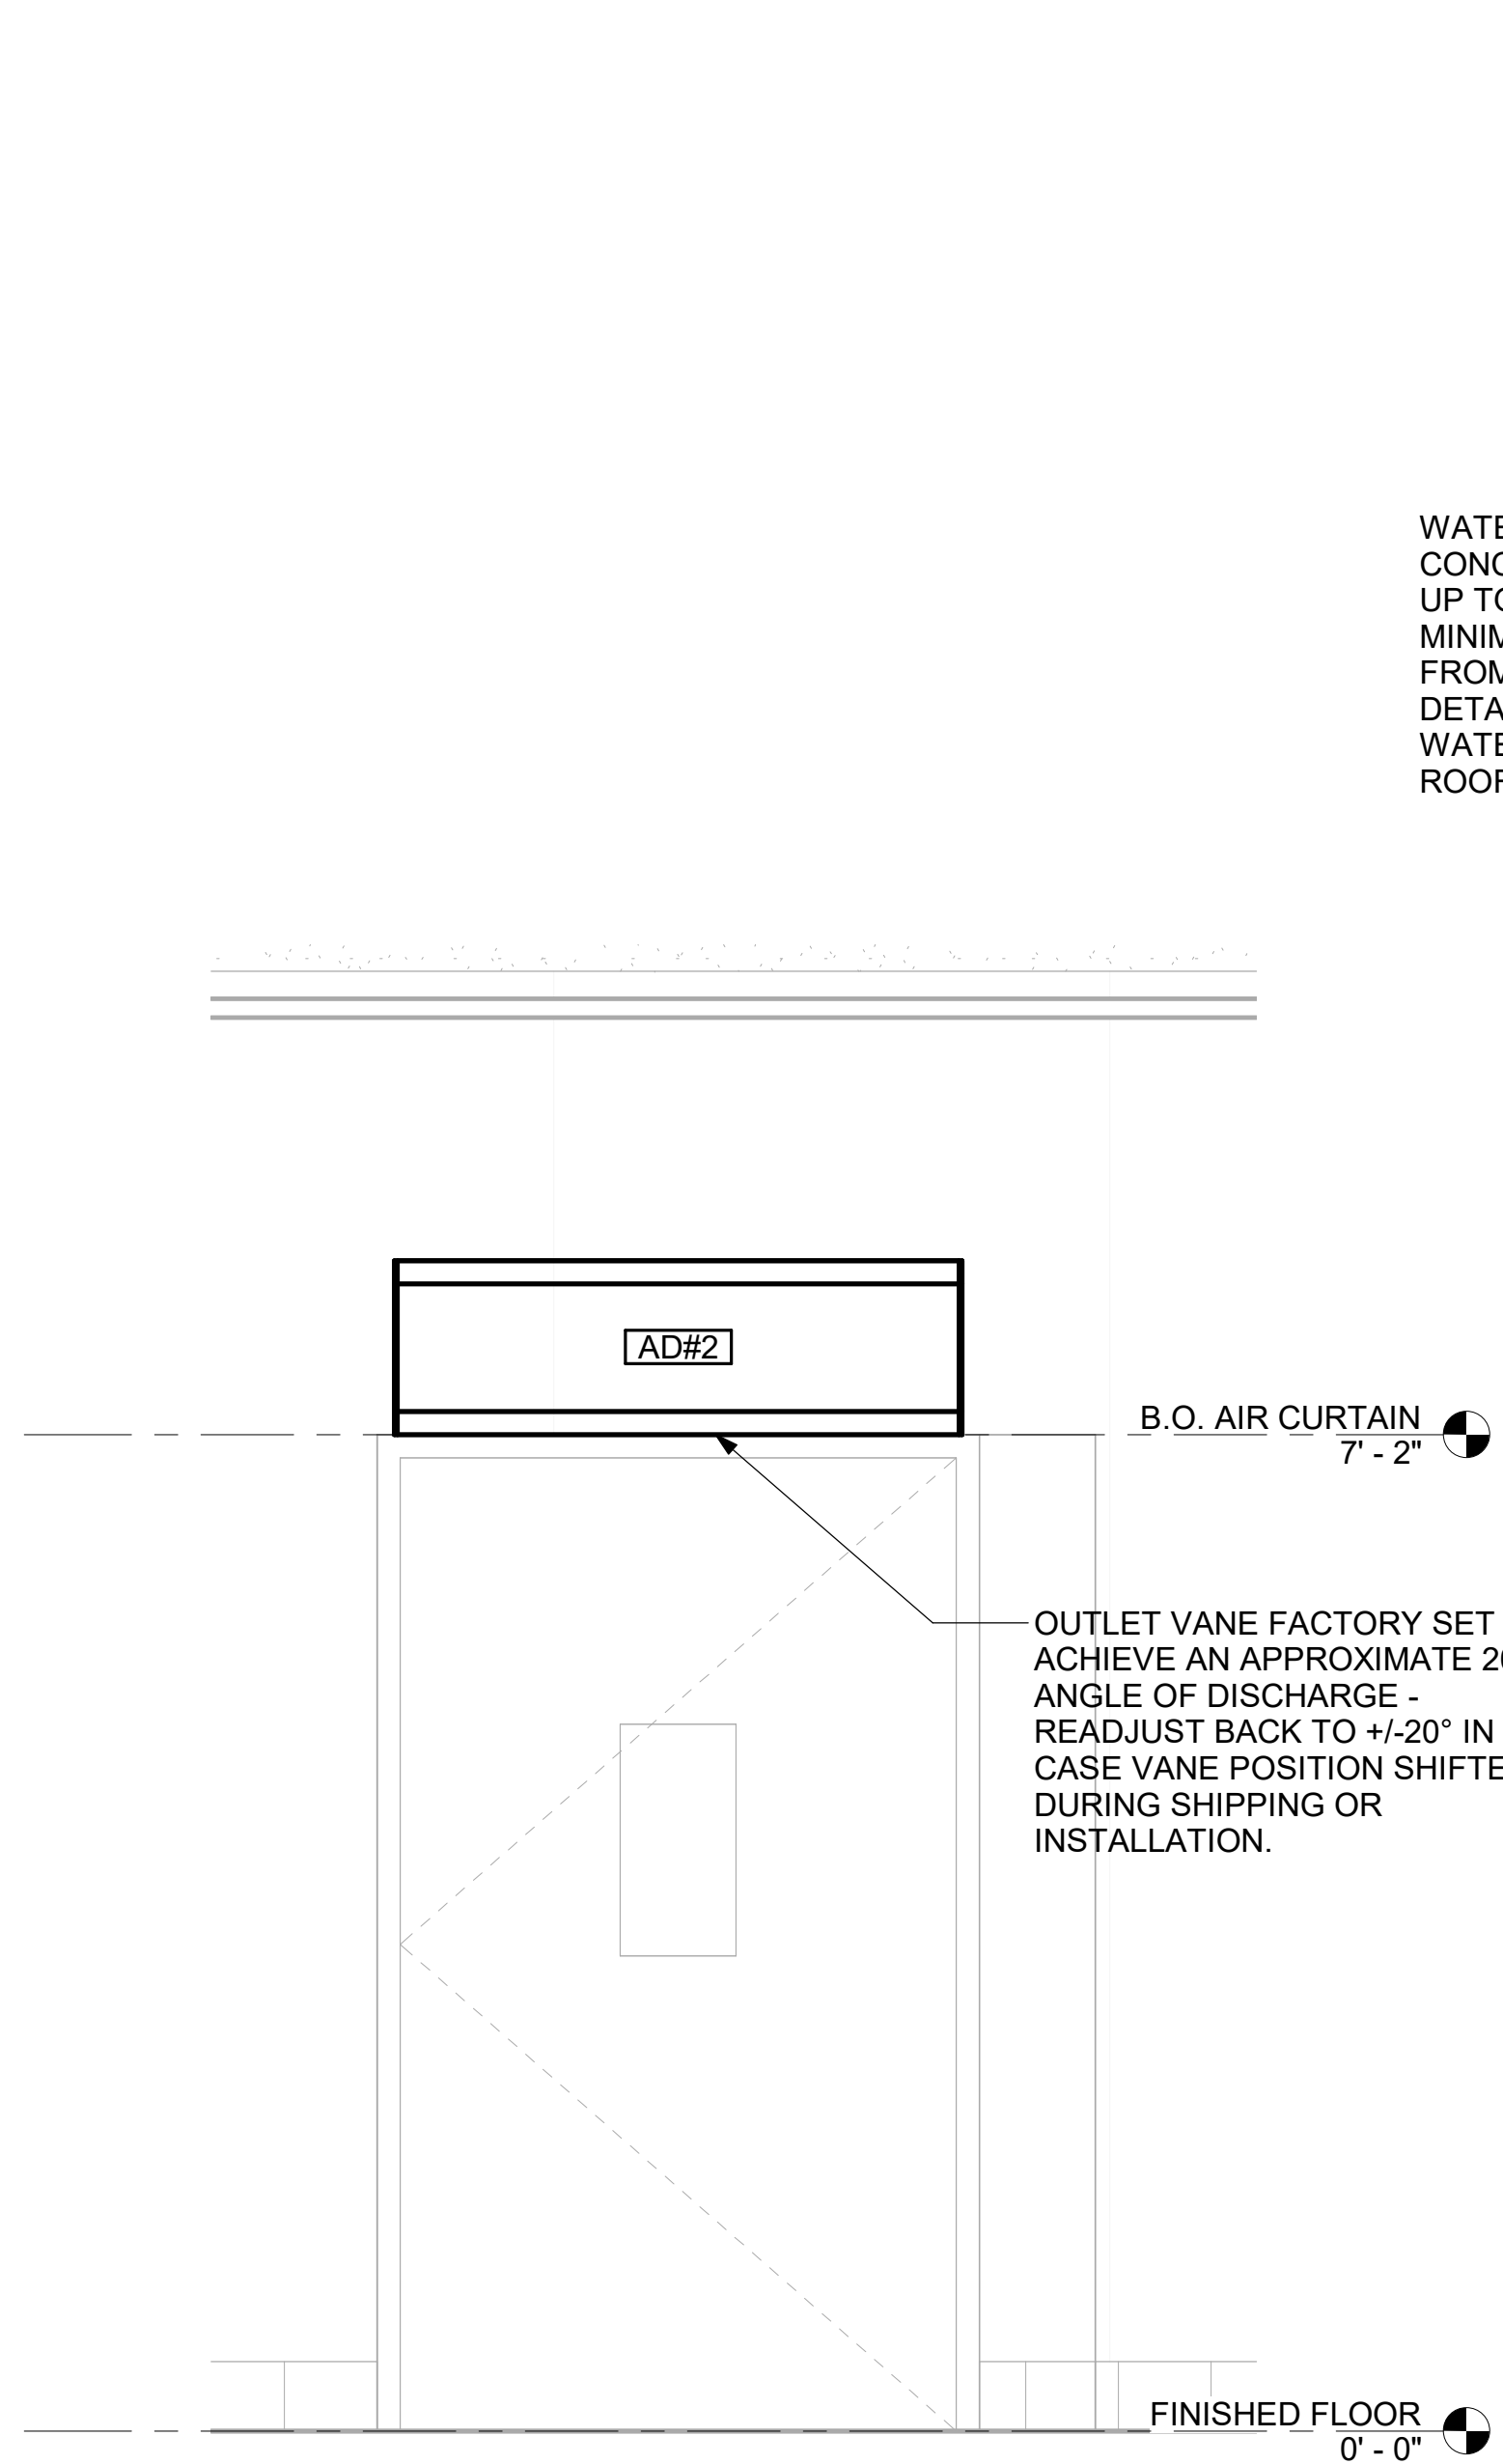 WATE
CONC
UP TO
MINIM
FROM
DETA
WATE
ROOF
AD#2
B.O. AIR CURTAIN
7' - 2"
OUTLET VANE FACTORY SET
ACHIEVE AN APPROXIMATE 20
ANGLE OF DISCHARGE -
READJUST BACK TO +/-20° IN
CASE VANE POSITION SHIFTE
DURING SHIPPING OR
INSTALLATION.
FINISHED FLOOR
0' - 0"